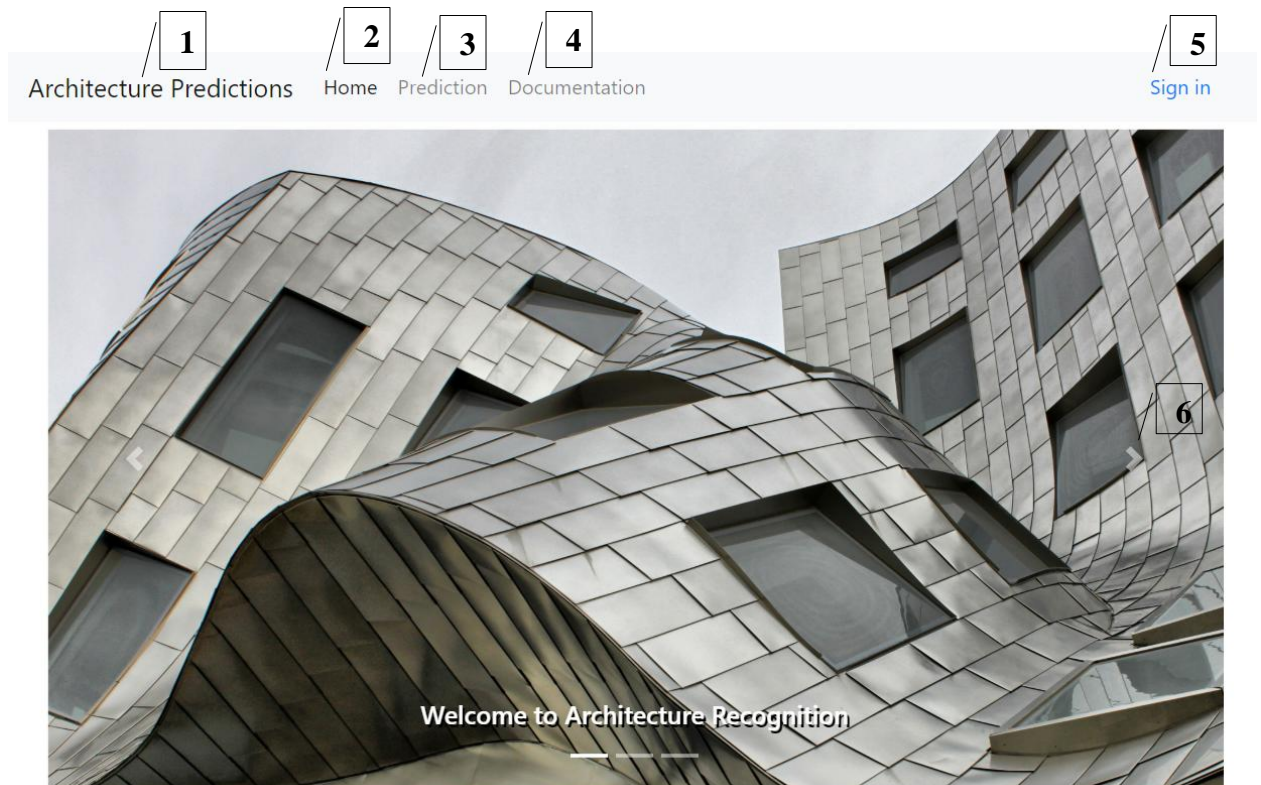 1 2 3 4 5
Architecture Predictions Home Prediction Documentation Sign in
6
Welcome to Architecture Recognition